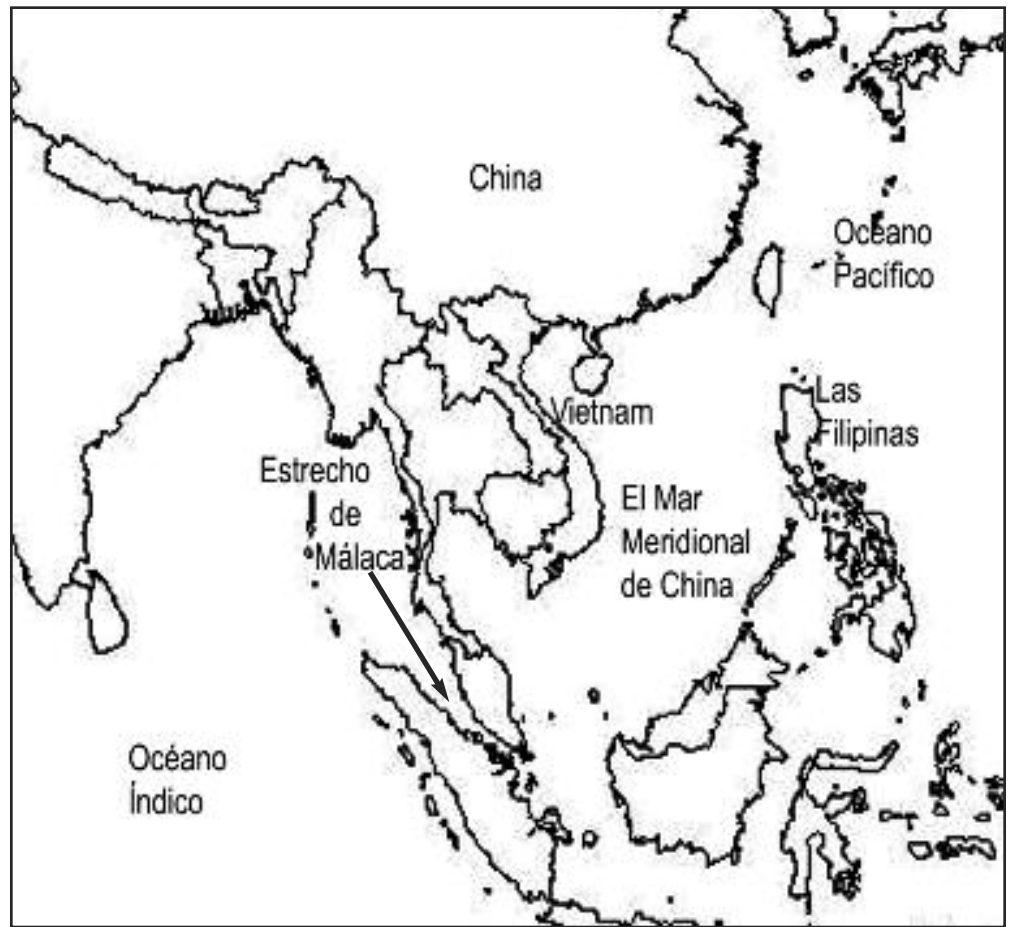 China
Océano
Pacífico
Las
Filipinas
Vietnam
Estrecho
de
Málaca
El Mar
Meridional
de China
Océano
Índico